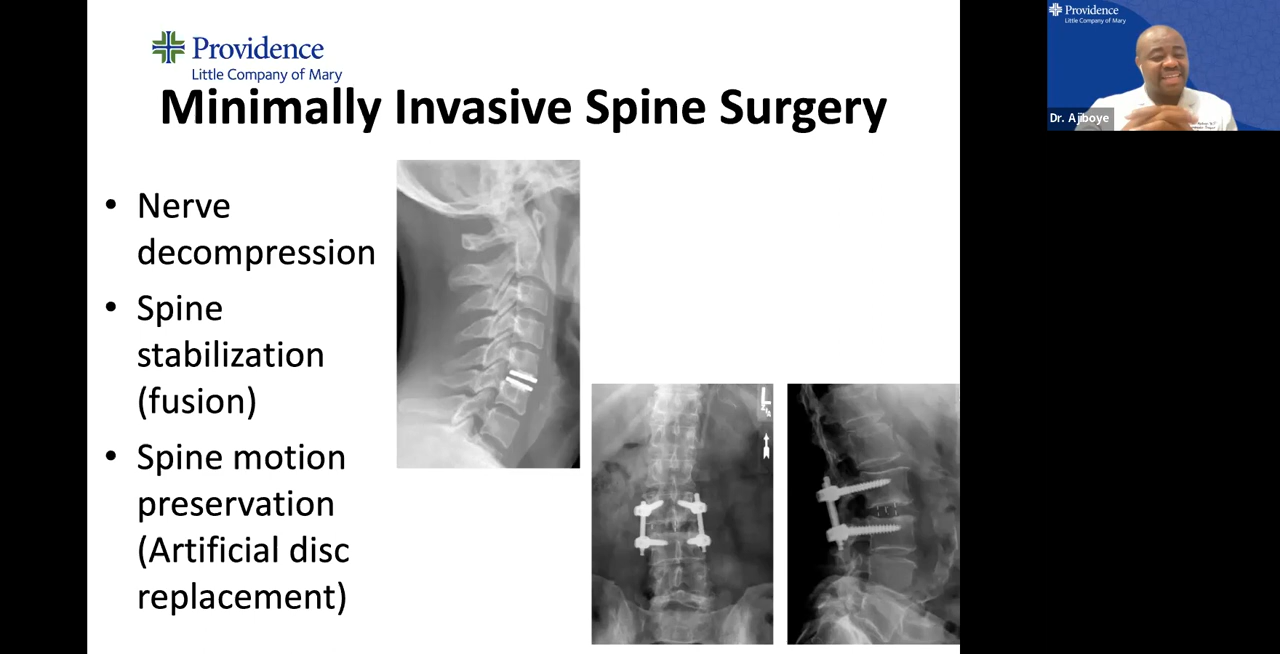 Providence
Little Company of Mary
Minimally Invasive Spine Surgery
• Nerve
decompression
• Spine
stabilization
(fusion)
• Spine motion
preservation
(Artificial disc
replacement)
L
Providence
Little Company of Mary
Dr. Ajiboye